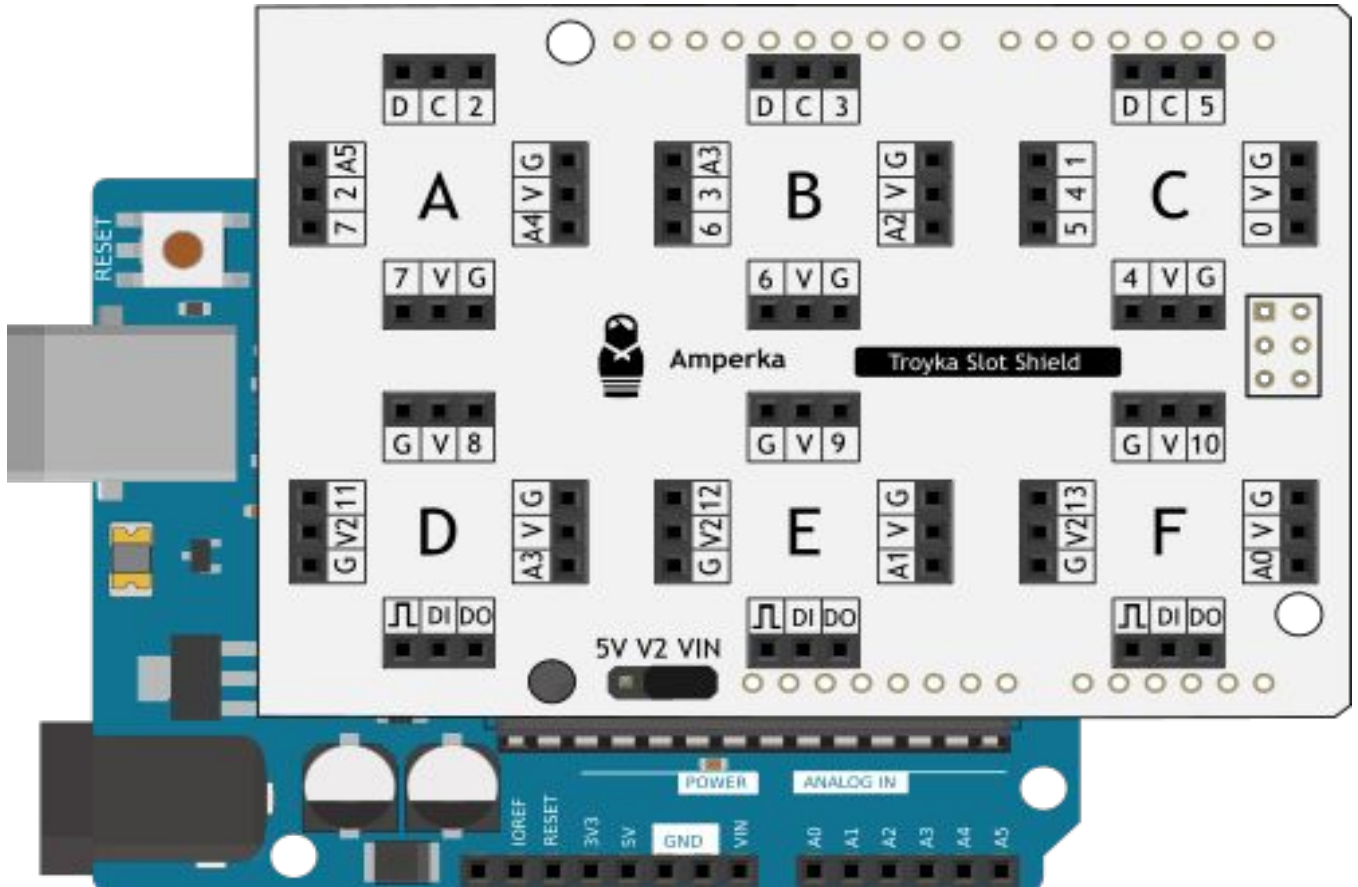 D C 2
D C 3
D C 5
7 2 A5
A
A4 V G
6 3 A3
B
A2 V G
5 4 1
C
0 V G
RESET
7 V G
6 V G
4 V G
Amperka
Troyka Slot Shield
G V 8
G V 9
G V 10
G V2 11
D
A3 V G
G V2 12
E
A1 V G
G V2 13
F
A0 V G
DI DO
DI DO
DI DO
5V V2 VIN
POWER
ANALOG IN
IOREF
RESET
3V3
5V
GND
VIN
A0
A1
A2
A3
A4
A5